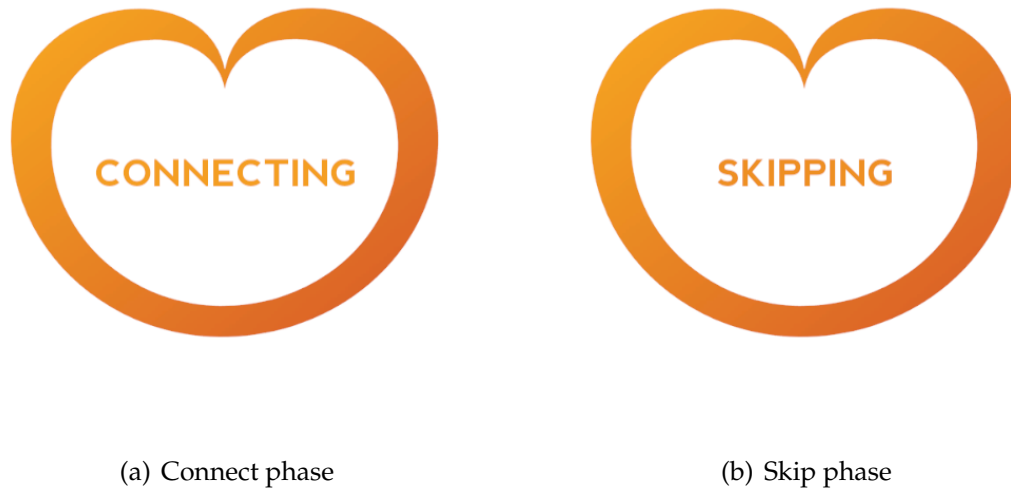 CONNECTING
SKIPPING
(a) Connect phase
(b) Skip phase